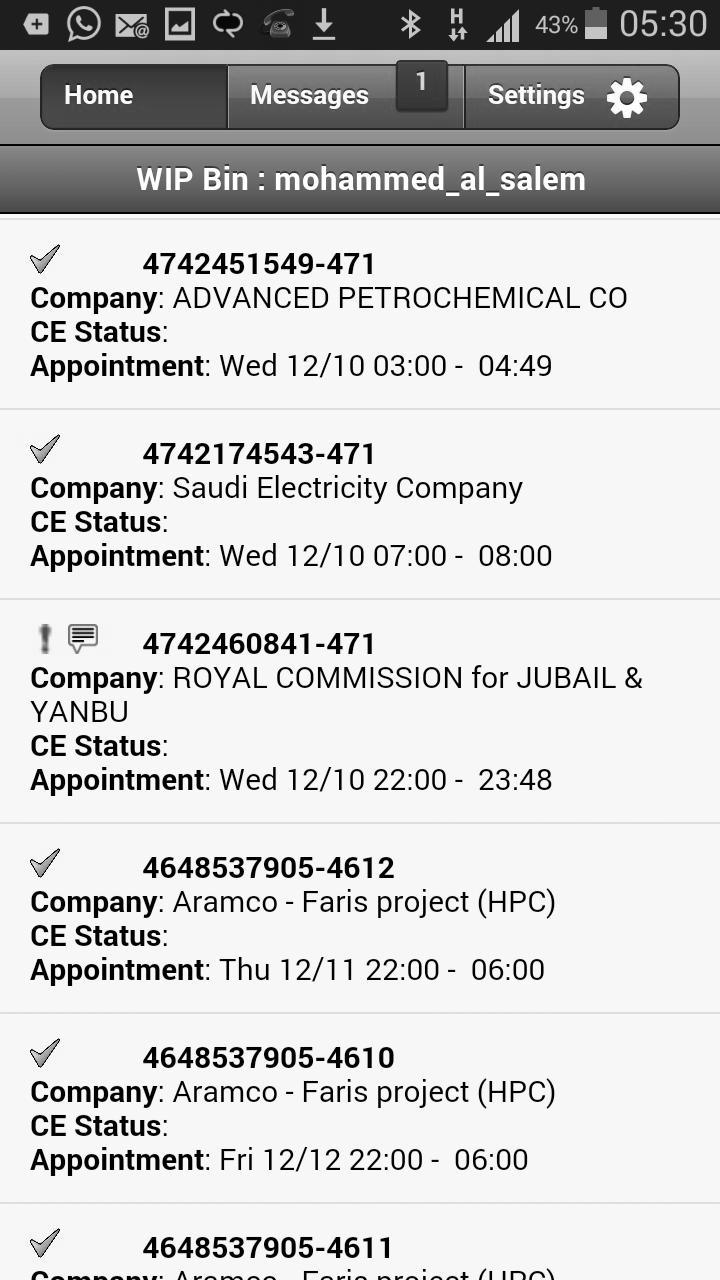 43% 05:30
Home Messages 1 Settings
WIP Bin : mohammed_al_salem
4742451549-471
Company: ADVANCED PETROCHEMICAL CO
CE Status:
Appointment: Wed 12/10 03:00 - 04:49
4742174543-471
Company: Saudi Electricity Company
CE Status:
Appointment: Wed 12/10 07:00 - 08:00
4742460841-471
Company: ROYAL COMMISSION for JUBAIL &
YANBU
CE Status:
Appointment: Wed 12/10 22:00 - 23:48
4648537905-4612
Company: Aramco - Faris project (HPC)
CE Status:
Appointment: Thu 12/11 22:00 - 06:00
4648537905-4610
Company: Aramco - Faris project (HPC)
CE Status:
Appointment: Fri 12/12 22:00 - 06:00
4648537905-4611
Company: Aramco - Faris project (HPC)